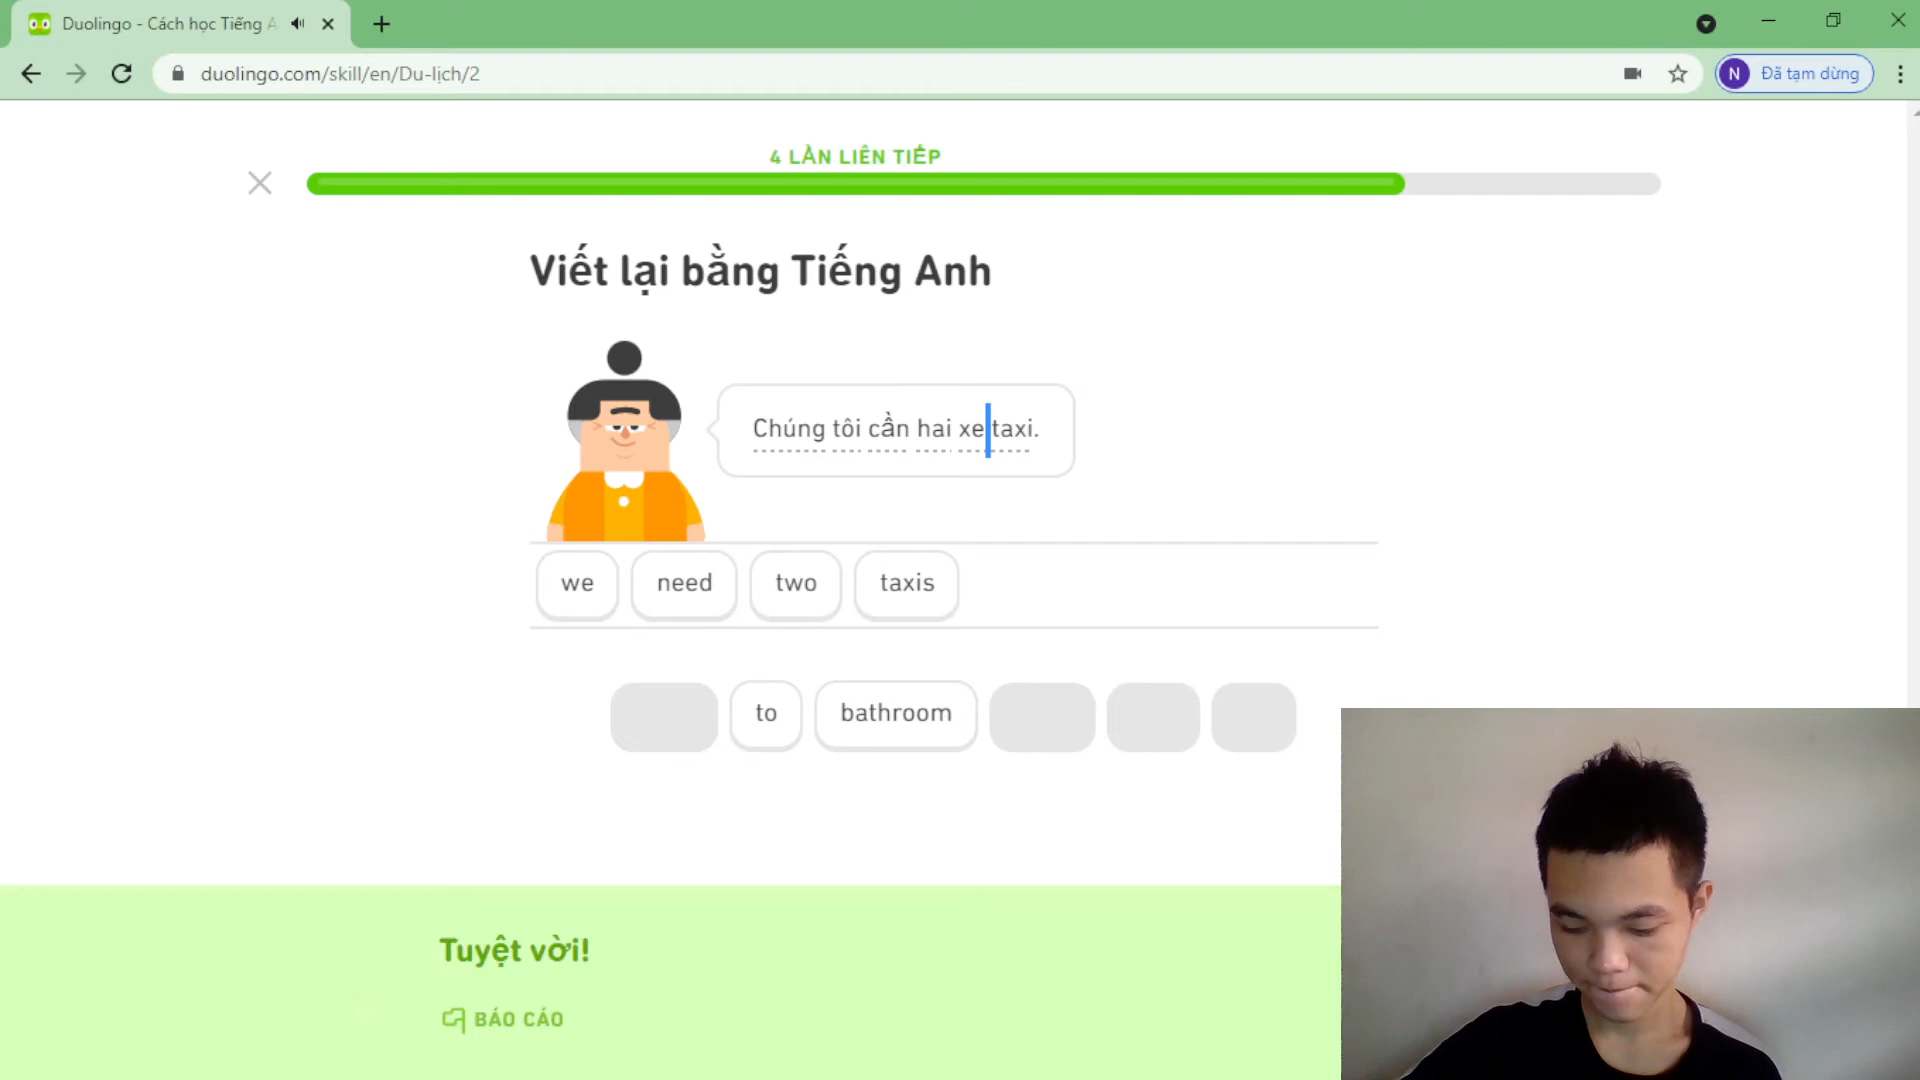 Duolingo - Cách học Tiếng A
duolingo.com/skill/en/Du-lịch/2
N Đã tạm dừng
4 LẦN LIÊN TIẾP
Viết lại bằng Tiếng Anh
Chúng tôi cần hai xe taxi.
we need two taxis
to bathroom
Tuyệt vời!
BÁO CÁO